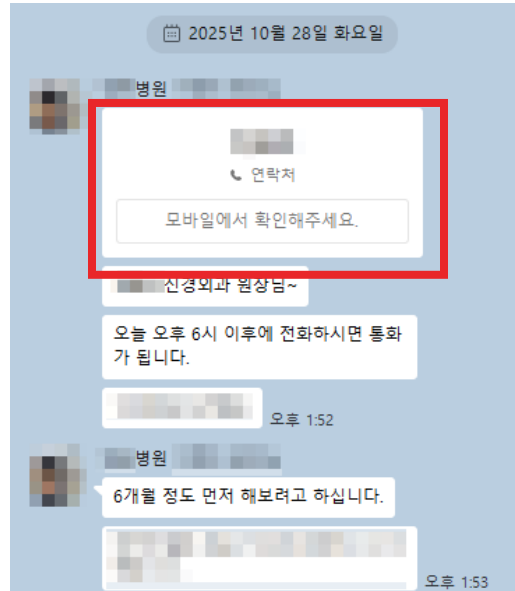 2025년 10월 28일 화요일
병원
연락처
모바일에서 확인해주세요.
신경외과 원장님~
오늘 오후 6시 이후에 전화하시면 통화
가 됩니다.
오후 1:52
병원
6개월 정도 먼저 해보려고 하십니다.
오후 1:53